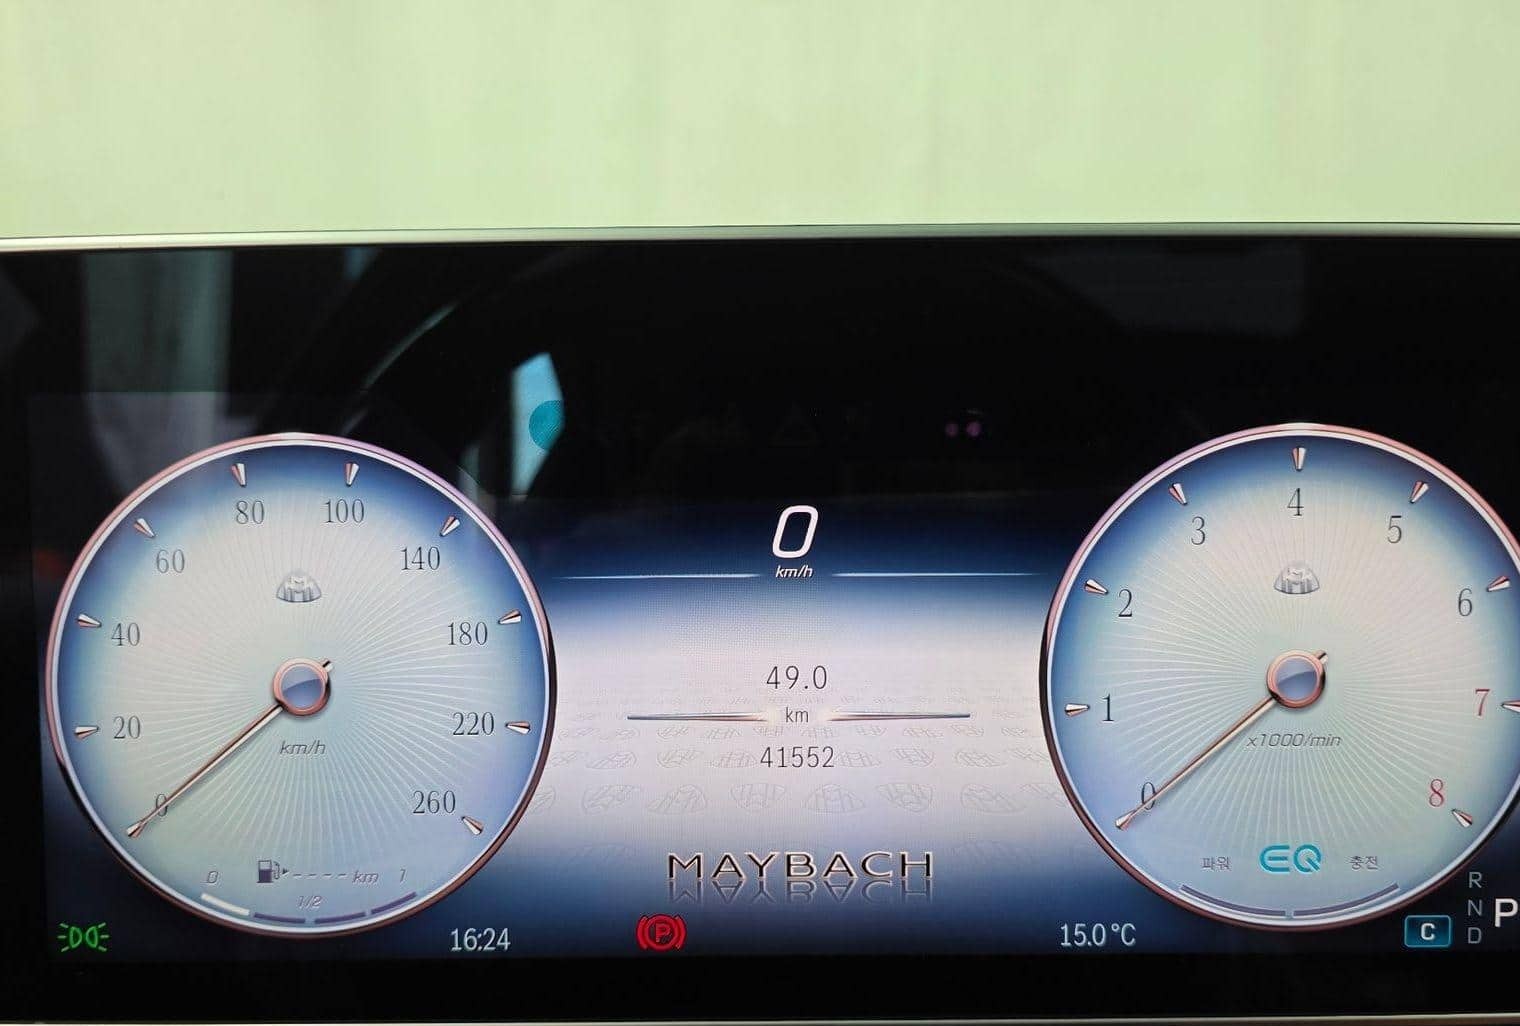 80 100
60 140
40 180
20 220
km/h
0 260
0 ---- km 1
1/2
16:24
0
km/h
49.0
km
41552
MAYBACH
P
4
3 5
2 6
1 7
x1000/min
0 8
파워 EQ 충전
15.0 °C
C
R
N P
D